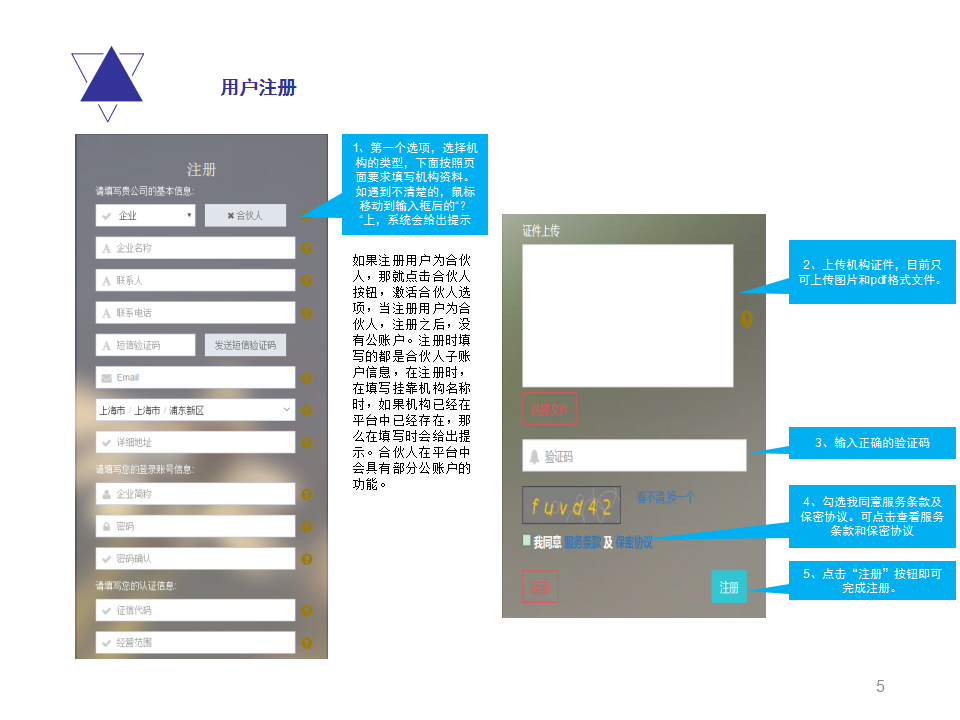 用户注册
注册
请填写贵公司的基本信息:
企业
✖ 合伙人
企业名称
联系人
联系电话
短信验证码
发送短信验证码
Email
上海市 / 上海市 / 浦东新区
详细地址
请填写您的登录账号信息:
企业简称
密码
密码确认
请填写您的认证信息:
征信代码
经营范围
1、第一个选项，选择机
构的类型，下面按照页
面要求填写机构资料。
如遇到不清楚的，鼠标
移动到输入框后的“?
“上，系统会给出提示
如果注册用户为合伙
人，那就点击合伙人
按钮，激活合伙人选
项，当注册用户为合
伙人，注册之后，没
有公账户。注册时填
写的都是合伙人子账
户信息，在注册时，
在填写挂靠机构名称
时，如果机构已经在
平台中已经存在，那
么在填写时会给出提
示。合伙人在平台中
会具有部分公账户的
功能。
证件上传
选择文件
验证码
fuvd42
看不清,换一个
我同意 服务条款 及 保密协议
返回
注册
2、上传机构证件，目前只
可上传图片和pdf格式文件。
3、输入正确的验证码
4、勾选我同意服务条款及
保密协议。可点击查看服务
条款和保密协议
5、点击“注册”按钮即可
完成注册。
5